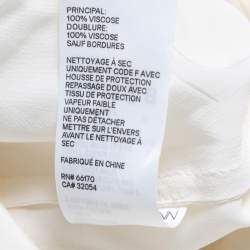 PRINCIPAL:
100% VISCOSE
DOUBLURE:
100% VISCOSE
SAUF BORDURES
NETTOYAGE À SEC
UNIQUEMENT CODE F AVEC
HOUSSE DE PROTECTION
REPASSAGE DOUX AVEC
TISSU DE PROTECTION
VAPEUR FAIBLE
UNIQUEMENT
NE PAS DÉTACHER
METTRE SUR L'ENVERS
AVANT LE NETTOYAGE À
SEC
FABRIQUÉ EN CHINE
RN# 66170
CA# 32054